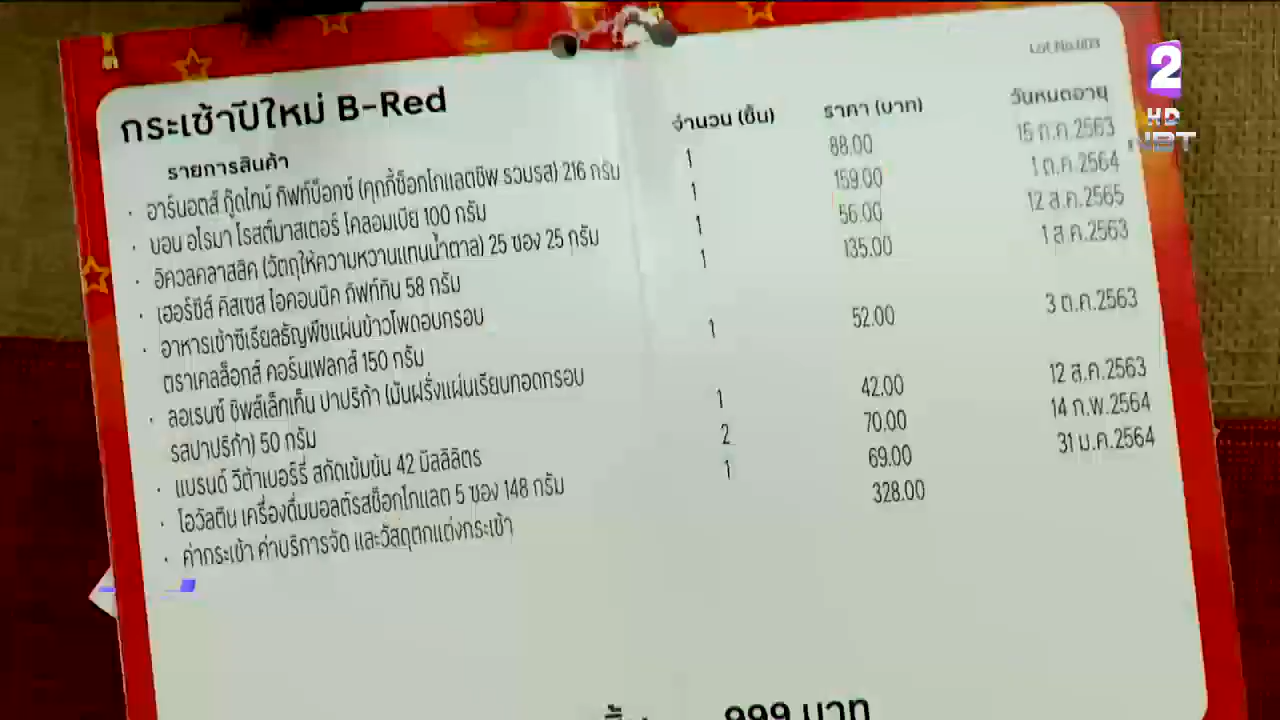 Lot No.003
กระเช้าปีใหม่ B-Red
รายการสินค้า จำนวน (ชิ้น) ราคา (บาท) วันหมดอายุ
· อาร์นอตส์ กู๊ดไทม์ กิฟท์บ็อกซ์ (คุกกี้ช็อกโกแลตชิพ รวมรส) 216 กรัม 1 88.00 15 ก.ค.2563
· บอน อโรมา โรสต์มาสเตอร์ โคลอมเบีย 100 กรัม 1 159.00 1 ต.ค.2564
· อิควลคลาสสิค (วัตถุให้ความหวานแทนน้ำตาล) 25 ซอง 25 กรัม 1 56.00 12 ส.ค.2565
· เฮอร์ชีส์ คิสเซส ไอคอนนิค กิฟท์ทิน 58 กรัม 1 135.00 1 ส.ค.2563
· อาหารเช้าซีเรียลธัญพืชแผ่นข้าวโพดอบกรอบ
ตราเคลล็อกส์ คอร์นเฟลกส์ 150 กรัม 1 52.00 3 ต.ค.2563
· ลอเรนซ์ ชิพส์เล็ทเท็น ปาปริก้า (มันฝรั่งแผ่นเรียบทอดกรอบ
รสปาปริก้า) 50 กรัม 1 42.00 12 ส.ค.2563
· แบรนด์ วีต้าเบอร์รี่ สกัดเข้มข้น 42 มิลลิลิตร 2 70.00 14 ก.พ.2564
· โอวัลติน เครื่องดื่มมอลต์รสช็อกโกแลต 5 ซอง 148 กรัม 1 69.00 31 ม.ค.2564
· ค่ากระเช้า ค่าบริการจัด และวัสดุตกแต่งกระเช้า 328.00
999 บาท
2
HD
NBT